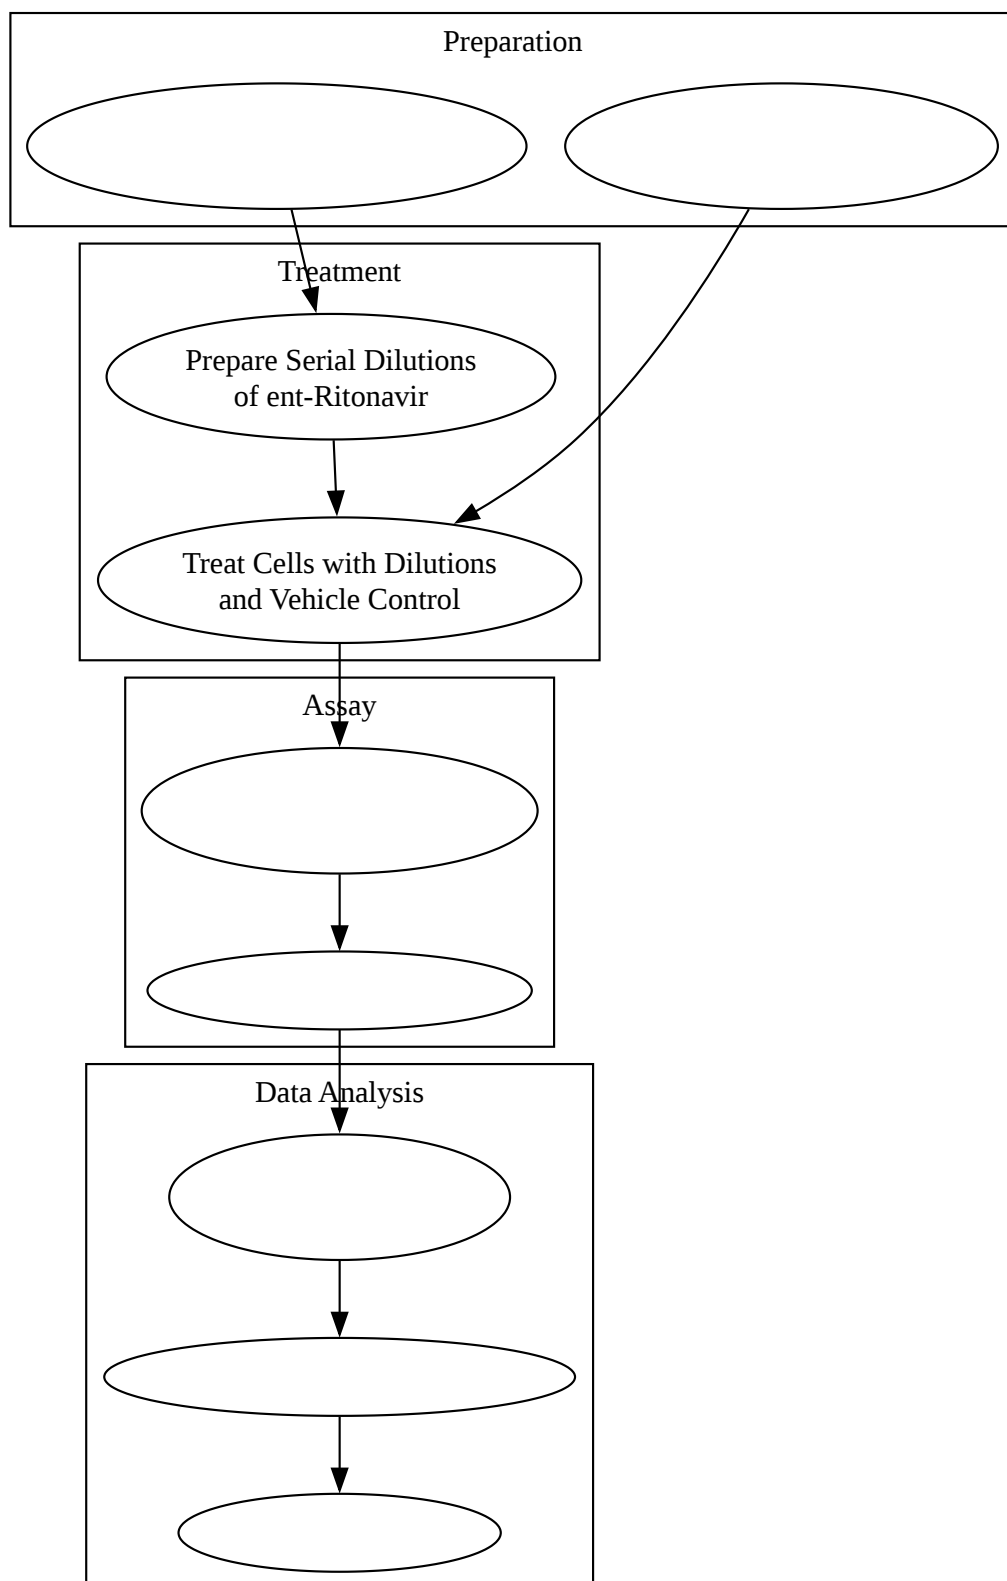 Preparation
Treatment
Prepare Serial Dilutions
of ent-Ritonavir
Treat Cells with Dilutions
and Vehicle Control
Assay
Data Analysis